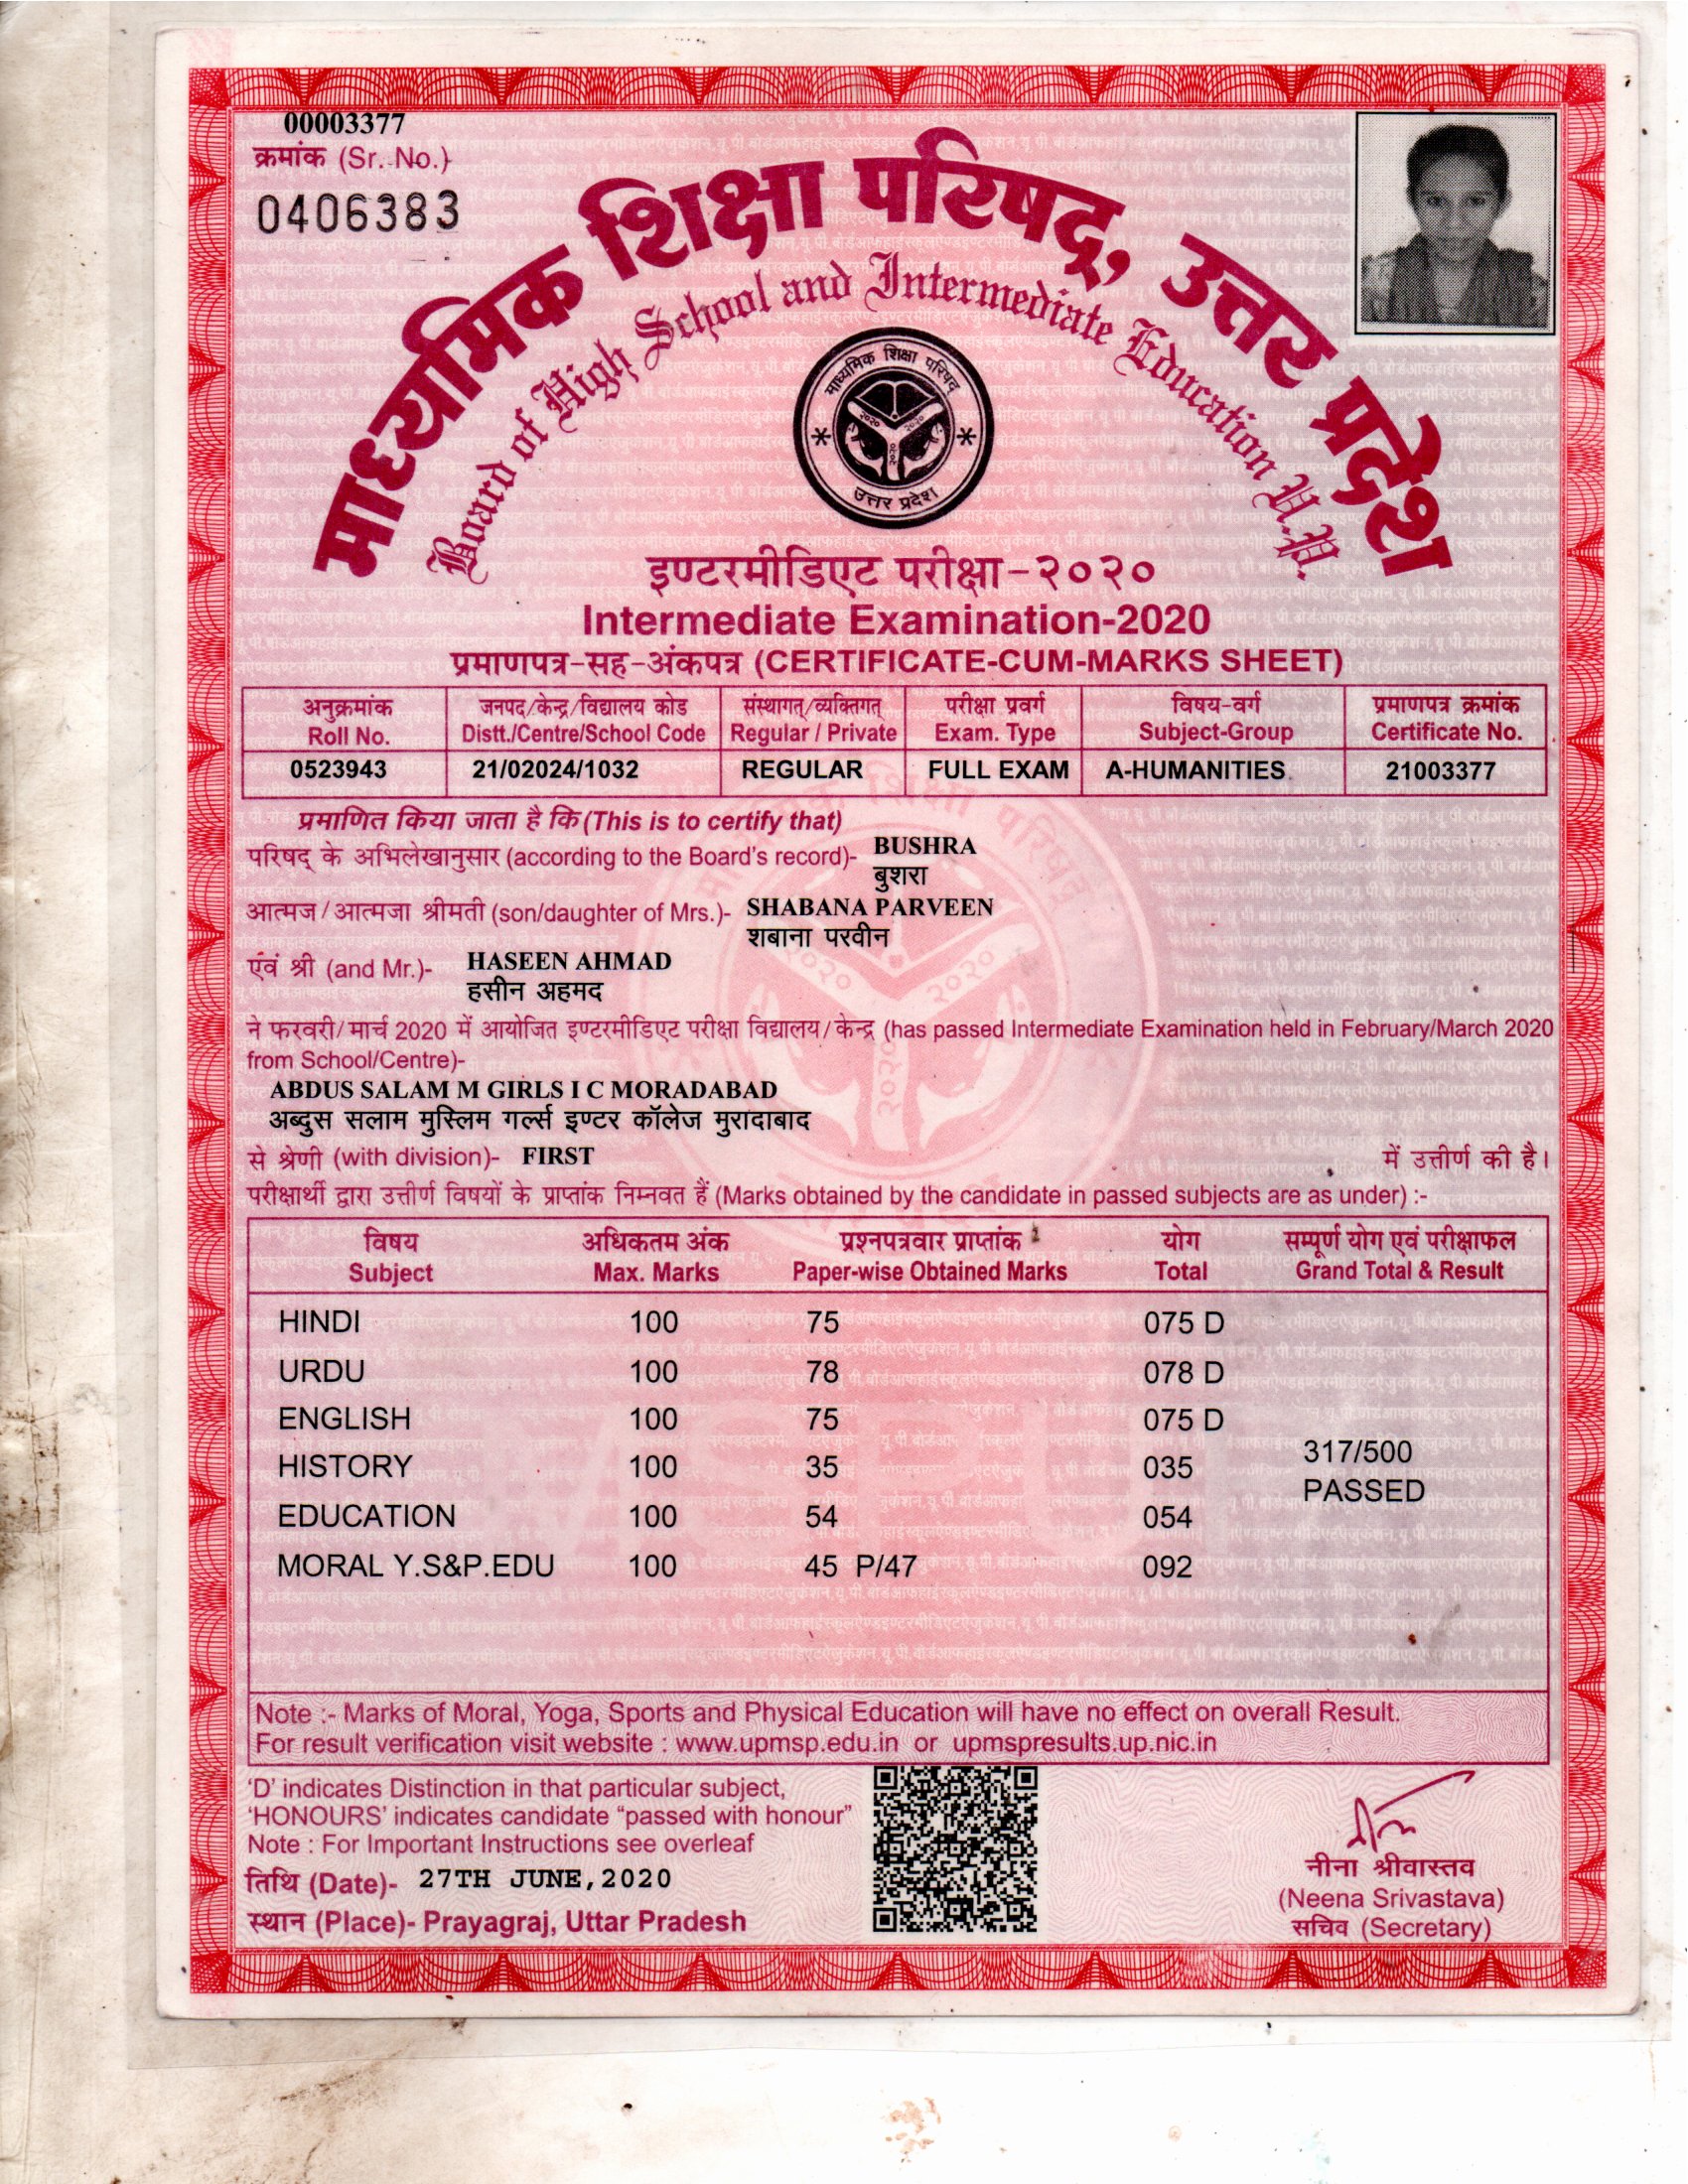 00003377
क्रमांक (Sr. No.)
0406383
माध्यमिक शिक्षा परिषद्, उत्तर प्रदेश
Board of High School and Intermediate Education U.P.
माध्यमिक शिक्षा परिषद्
२०२० २०२०
२०२०
उत्तर प्रदेश
इण्टरमीडिएट परीक्षा-२०२०
Intermediate Examination-2020
प्रमाणपत्र-सह-अंकपत्र (CERTIFICATE-CUM-MARKS SHEET)
अनुक्रमांक जनपद/केन्द्र/विद्यालय कोड संस्थागत/व्यक्तिगत परीक्षा प्रवर्ग विषय-वर्ग प्रमाणपत्र क्रमांक
Roll No. Distt./Centre/School Code Regular / Private Exam. Type Subject-Group Certificate No.
0523943 21/02024/1032 REGULAR FULL EXAM A-HUMANITIES 21003377
प्रमाणित किया जाता है कि (This is to certify that)
परिषद् के अभिलेखानुसार (according to the Board's record)- BUSHRA
बुशरा
आत्मज/आत्मजा श्रीमती (son/daughter of Mrs.)- SHABANA PARVEEN
शबाना परवीन
एवं श्री (and Mr.)- HASEEN AHMAD
हसीन अहमद
ने फरवरी/मार्च 2020 में आयोजित इण्टरमीडिएट परीक्षा विद्यालय/केन्द्र (has passed Intermediate Examination held in February/March 2020
from School/Centre)-
ABDUS SALAM M GIRLS I C MORADABAD
अब्दुस सलाम मुस्लिम गर्ल्स इण्टर कॉलेज मुरादाबाद
से श्रेणी (with division)- FIRST में उत्तीर्ण की है।
परीक्षार्थी द्वारा उत्तीर्ण विषयों के प्राप्तांक निम्नवत हैं (Marks obtained by the candidate in passed subjects are as under) :-
विषय अधिकतम अंक प्रश्नपत्रवार प्राप्तांक योग सम्पूर्ण योग एवं परीक्षाफल
Subject Max. Marks Paper-wise Obtained Marks Total Grand Total & Result
HINDI 100 75 075 D
URDU 100 78 078 D
ENGLISH 100 75 075 D
317/500
HISTORY 100 35 035
PASSED
EDUCATION 100 54 054
MORAL Y.S&P.EDU 100 45 P/47 092
Note :- Marks of Moral, Yoga, Sports and Physical Education will have no effect on overall Result.
For result verification visit website : www.upmsp.edu.in or upmspresults.up.nic.in
'D' indicates Distinction in that particular subject,
'HONOURS' indicates candidate "passed with honour"
Note : For Important Instructions see overleaf
तिथि (Date)- 27TH JUNE,2020
स्थान (Place)- Prayagraj, Uttar Pradesh
नीना श्रीवास्तव
(Neena Srivastava)
सचिव (Secretary)